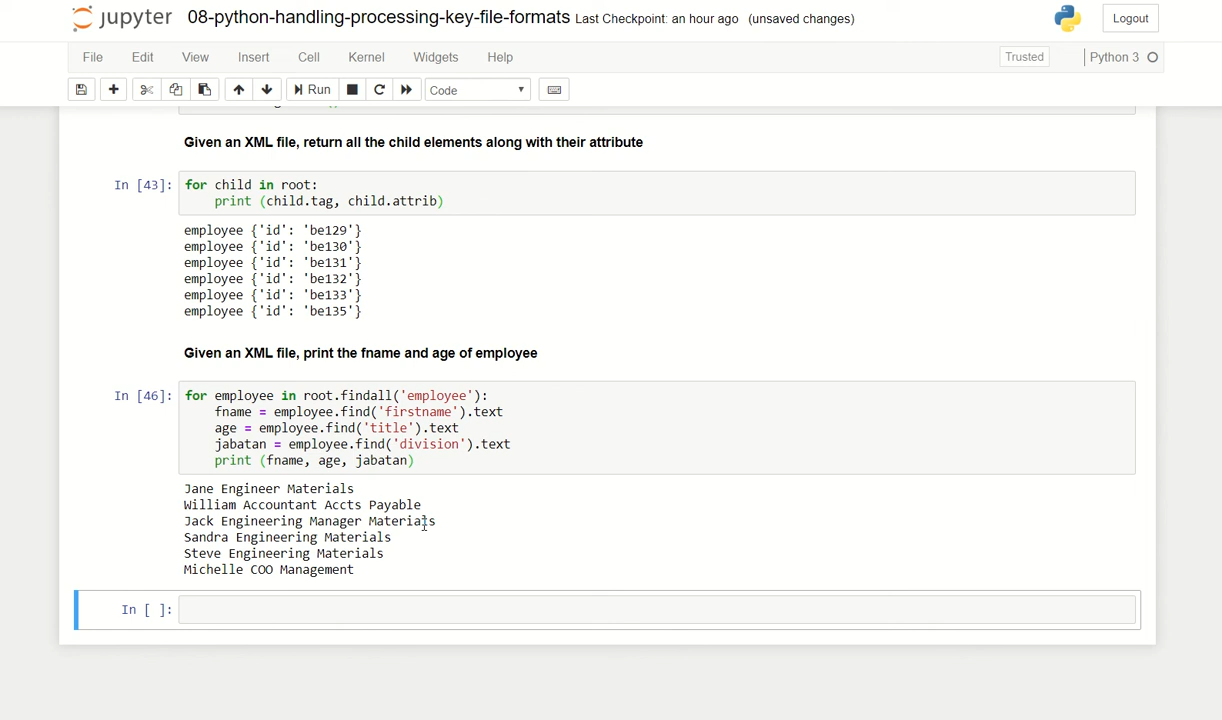 jupyter 08-python-handling-processing-key-file-formats Last Checkpoint: an hour ago (unsaved changes) Logout
File Edit View Insert Cell Kernel Widgets Help Trusted Python 3
Run Code
Given an XML file, return all the child elements along with their attribute
In [43]: for child in root:
print (child.tag, child.attrib)
employee {'id': 'be129'}
employee {'id': 'be130'}
employee {'id': 'be131'}
employee {'id': 'be132'}
employee {'id': 'be133'}
employee {'id': 'be135'}
Given an XML file, print the fname and age of employee
In [46]: for employee in root.findall('employee'):
fname = employee.find('firstname').text
age = employee.find('title').text
jabatan = employee.find('division').text
print (fname, age, jabatan)
Jane Engineer Materials
William Accountant Accts Payable
Jack Engineering Manager Materials
Sandra Engineering Materials
Steve Engineering Materials
Michelle COO Management
In [ ]: